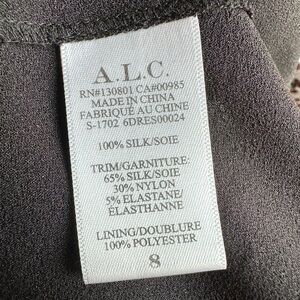 A.L.C.
RN#130801 CA#00985
MADE IN CHINA
FABRIQUÉ AU CHINE
S-1702 6DRES00024
100% SILK/SOIE
TRIM/GARNITURE:
65% SILK/SOIE
30% NYLON
5% ELASTANE/
ÉLASTHANNE
LINING/DOUBLURE
100% POLYESTER
8